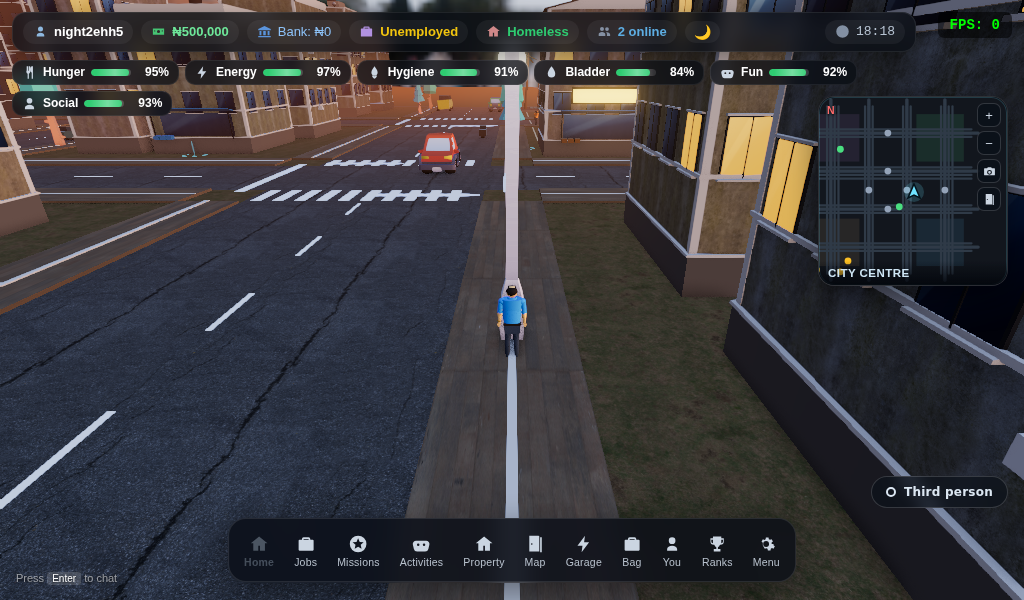 night2ehh5 ₦500,000 Bank: ₦0 Unemployed Homeless 2 online 18:18 FPS: 0
Hunger 95% Energy 97% Hygiene 91% Bladder 84% Fun 92%
Social 93%
N
+
−
CITY CENTRE
Third person
Home Jobs Missions Activities Property Map Garage Bag You Ranks Menu
Press Enter to chat